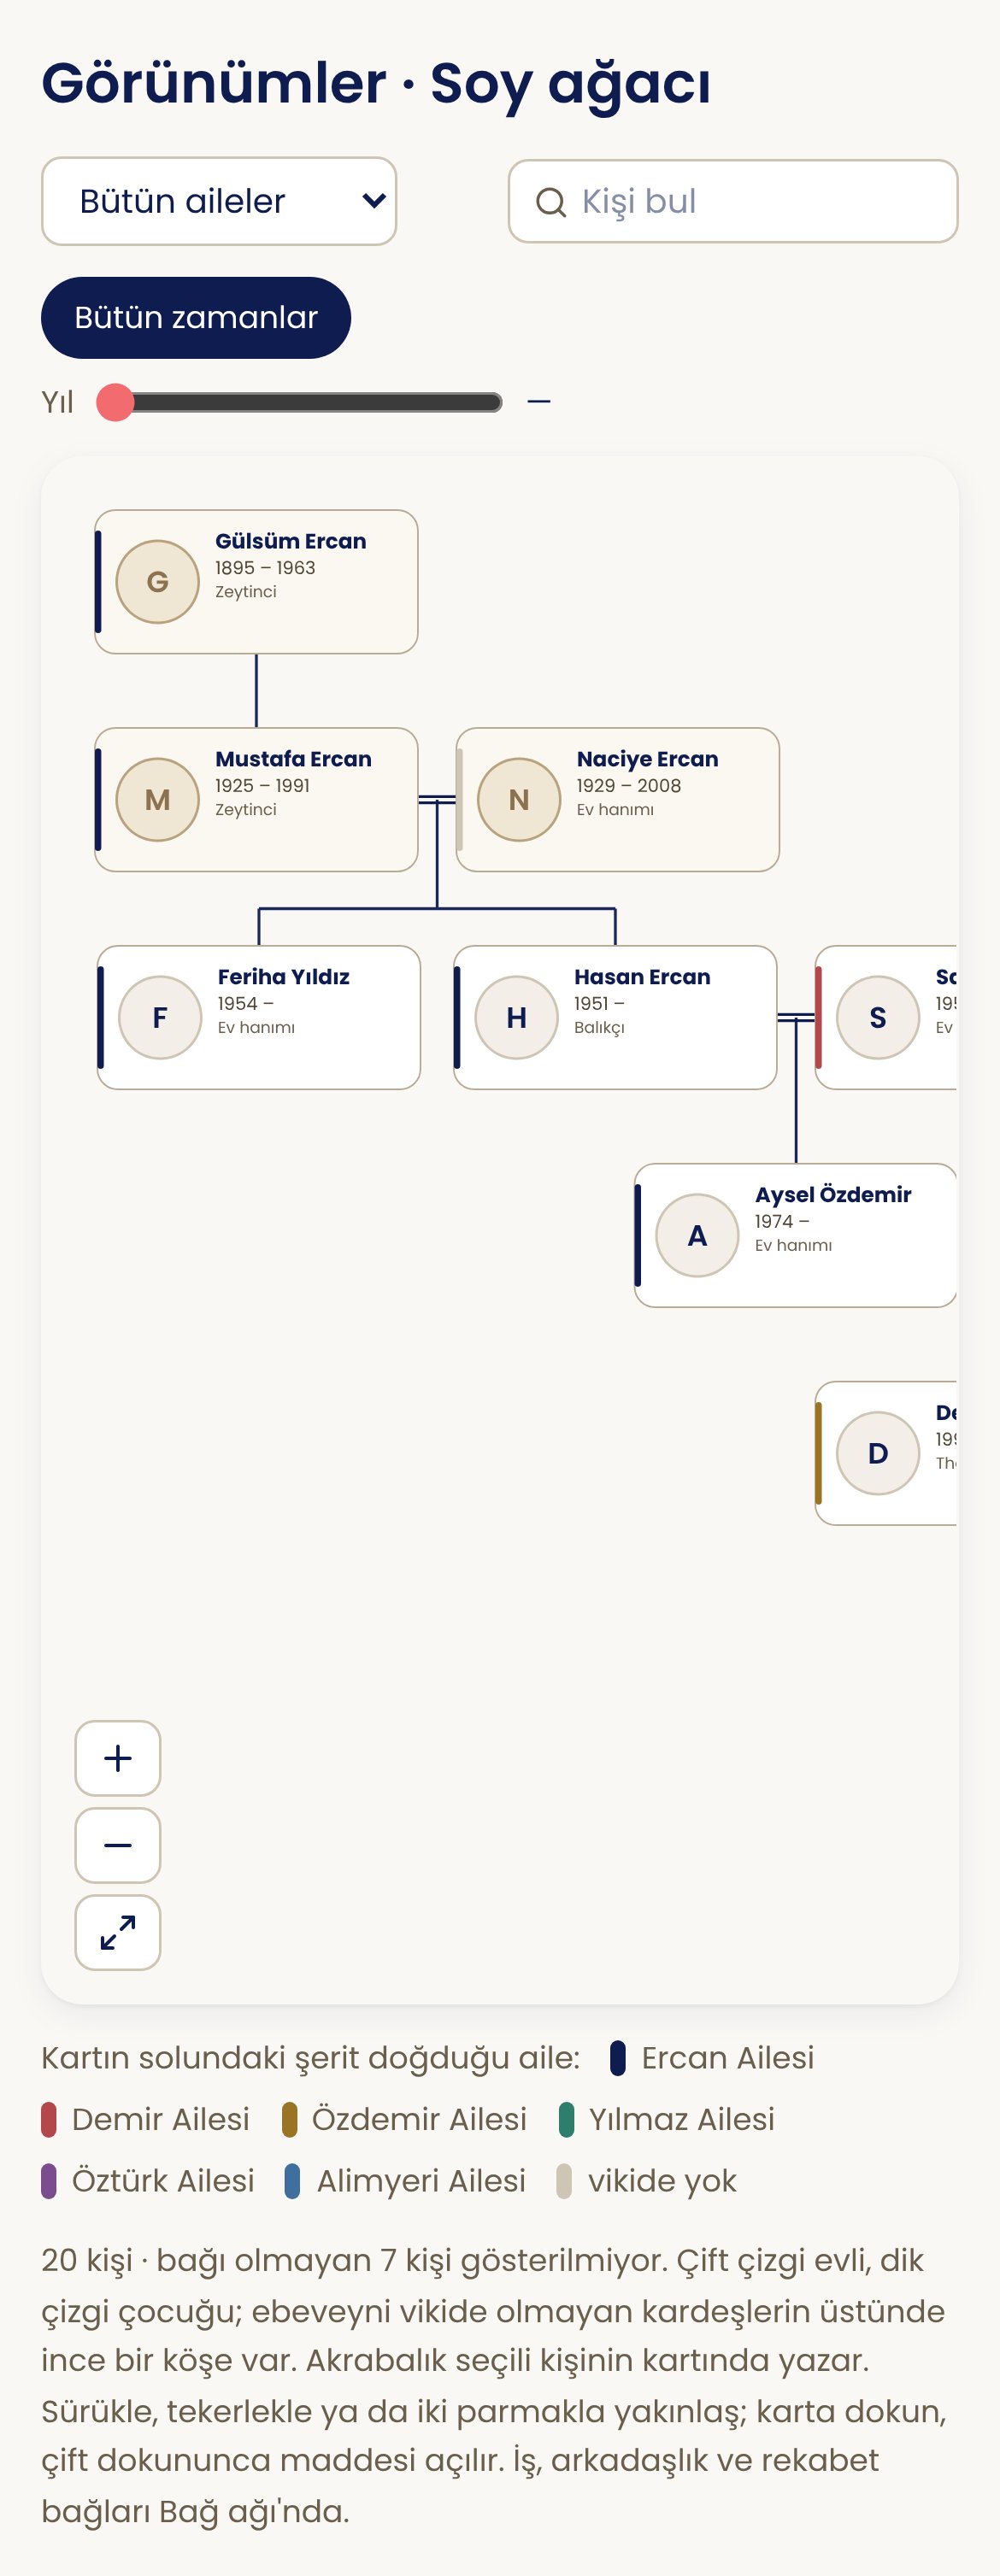 Görünümler · Soy ağacı
Bütün aileler
Kişi bul
Bütün zamanlar
Yıl
–
G
Gülsüm Ercan
1895 – 1963
Zeytinci
M
Mustafa Ercan
1925 – 1991
Zeytinci
N
Naciye Ercan
1929 – 2008
Ev hanımı
F
Feriha Yıldız
1954 –
Ev hanımı
H
Hasan Ercan
1951 –
Balıkçı
S
Ev
A
Aysel Özdemir
1974 –
Ev hanımı
D
Kartın solundaki şerit doğduğu aile: Ercan Ailesi
Demir Ailesi Özdemir Ailesi Yılmaz Ailesi
Öztürk Ailesi Alimyeri Ailesi vikide yok
20 kişi · bağı olmayan 7 kişi gösterilmiyor. Çift çizgi evli, dik
çizgi çocuğu; ebeveyni vikide olmayan kardeşlerin üstünde
ince bir köşe var. Akrabalık seçili kişinin kartında yazar.
Sürükle, tekerlekle ya da iki parmakla yakınlaş; karta dokun,
çift dokununca maddesi açılır. İş, arkadaşlık ve rekabet
bağları Bağ ağı'nda.